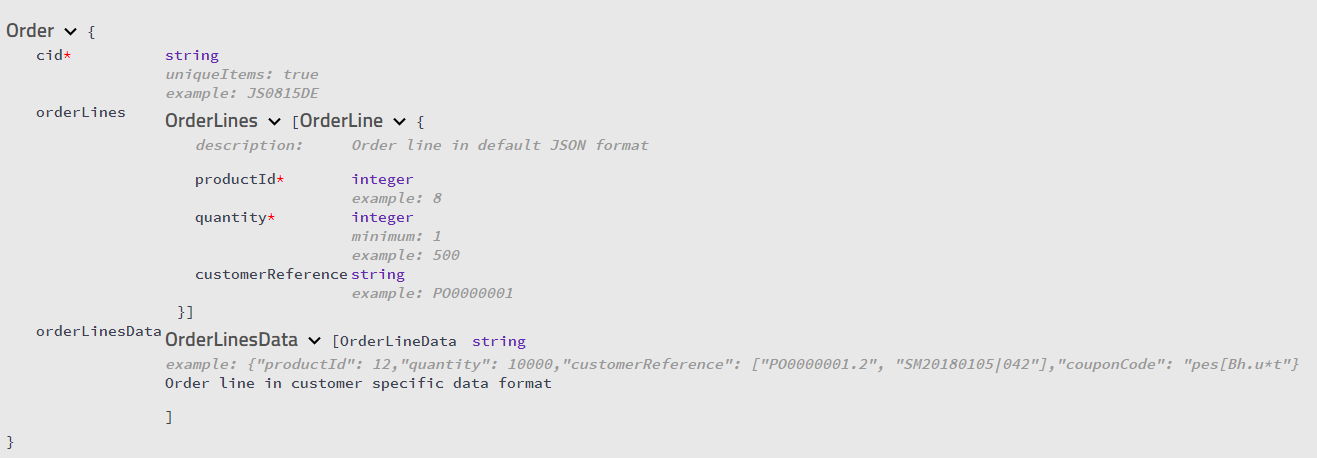 Order {
cid* string
uniqueItems: true
example: JS0815DE
orderLines OrderLines [OrderLine {
description: Order line in default JSON format
productId* integer
example: 8
quantity* integer
minimum: 1
example: 500
customerReference string
example: PO0000001
}]
orderLinesData OrderLinesData [OrderLineData string
example: {"productId": 12,"quantity": 10000,"customerReference": ["PO0000001.2", "SM20180105|042"],"couponCode": "pes[Bh.u*t"}
Order line in customer specific data format
]
}